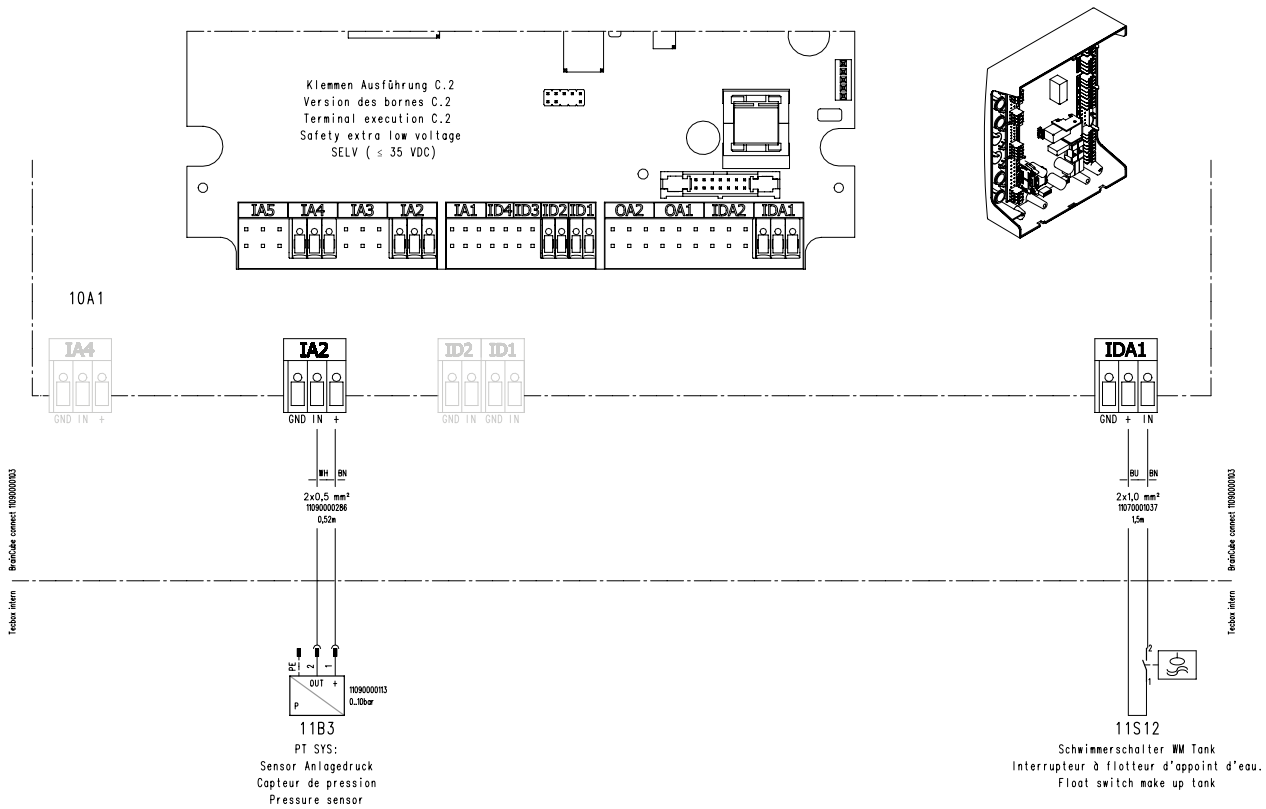 Klemmen Ausführung C.2
Version des bornes C.2
Terminal execution C.2
Safety extra low voltage
SELV ( ≤ 35 VDC)
IA5 IA4 IA3 IA2 IA1 ID4 ID3 ID2 ID1 OA2 OA1 IDA2 IDA1
10A1
IA4 IA2 ID2 ID1 IDA1
GND IN + GND IN + GND IN GND IN GND + IN
WH BN BU BN
2x0,5 mm²
11090000286
0,52m
2x1,0 mm²
11070001037
1,5m
BrainCube connect 11090000103
Tecbox intern
BrainCube connect 11090000103
Tecbox intern
PE 2 1
OUT +
P
11090000113
0..10bar
11B3
PT SYS:
Sensor Anlagedruck
Capteur de pression
Pressure sensor
2
1
11S12
Schwimmerschalter WM Tank
Interrupteur à flotteur d'appoint d'eau.
Float switch make up tank